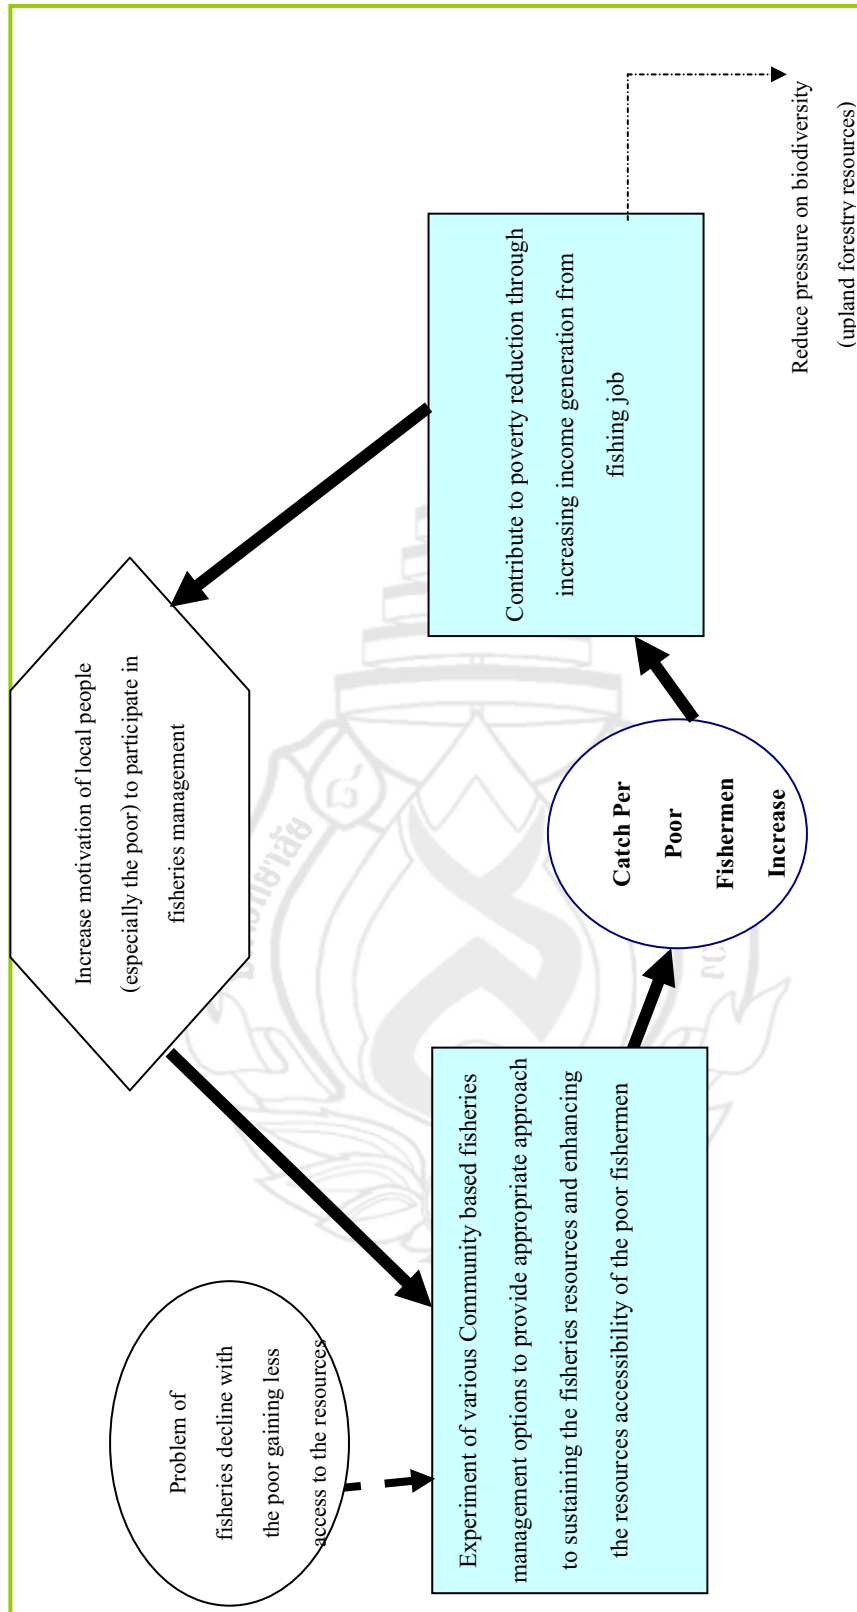 Problem of
fisheries decline with
the poor gaining less
access to the resources
Increase motivation of local people
(especially the poor) to participate in
fisheries management
Experiment of various Community based fisheries
management options to provide appropriate approach
to sustaining the fisheries resources and enhancing
the resources accessibility of the poor fishermen
Catch Per
Poor
Fishermen
Increase
Contribute to poverty reduction through
increasing income generation from
fishing job
Reduce pressure on biodiversity
(upland forestry resources)